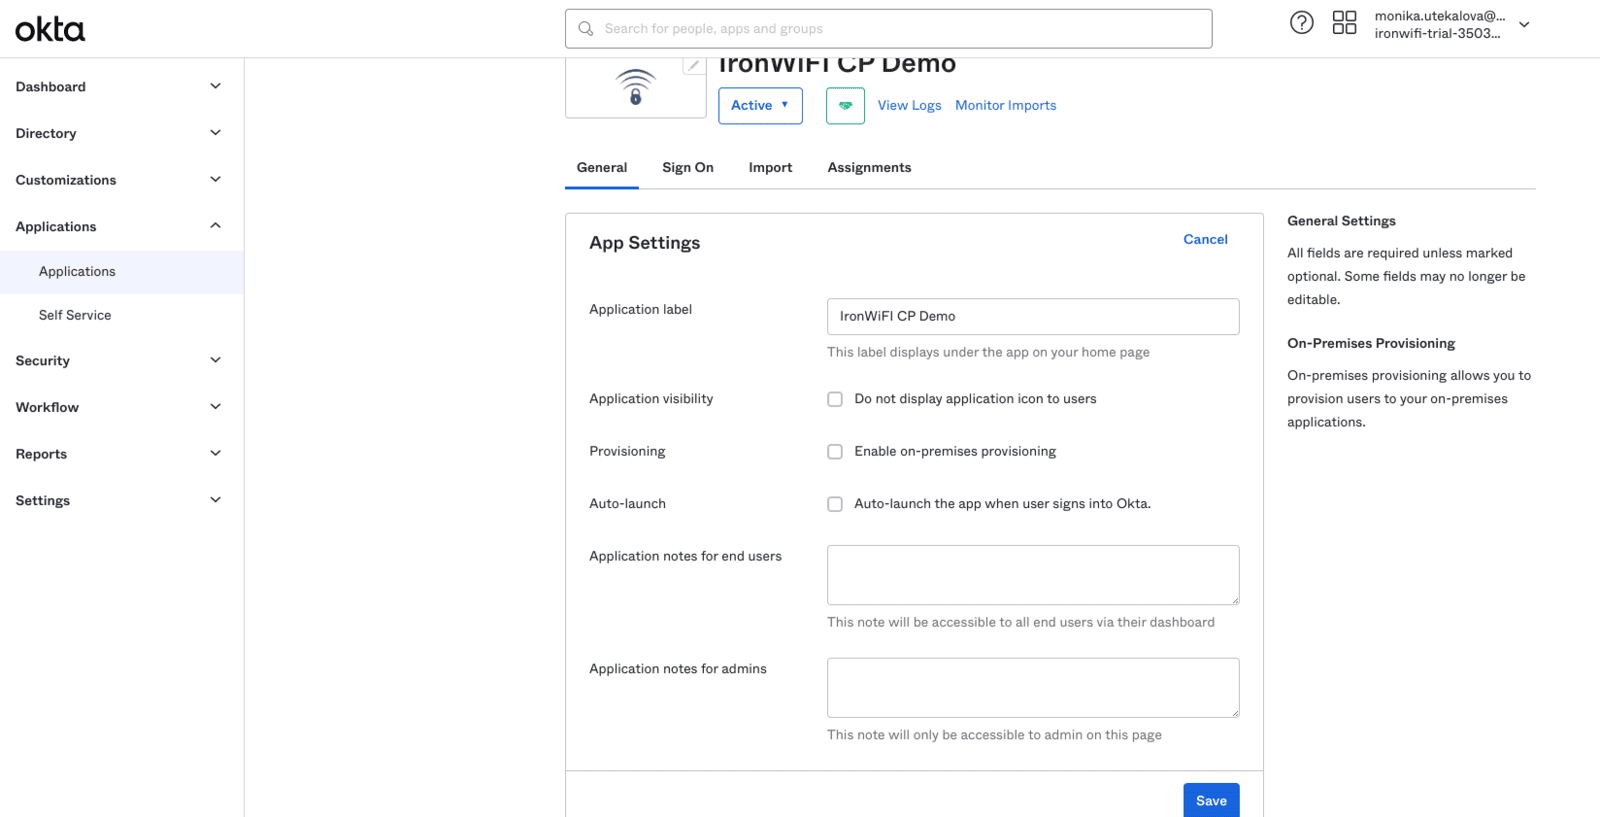 okta
Search for people, apps and groups
monika.utekalova@...
ironwifi-trial-3503...
Dashboard
Directory
Customizations
Applications
Applications
Self Service
Security
Workflow
Reports
Settings
IronWiFI CP Demo
Active
View Logs
Monitor Imports
General
Sign On
Import
Assignments
App Settings
Cancel
Application label
IronWiFI CP Demo
This label displays under the app on your home page
Application visibility
Do not display application icon to users
Provisioning
Enable on-premises provisioning
Auto-launch
Auto-launch the app when user signs into Okta.
Application notes for end users
This note will be accessible to all end users via their dashboard
Application notes for admins
This note will only be accessible to admin on this page
Save
General Settings
All fields are required unless marked
optional. Some fields may no longer be
editable.
On-Premises Provisioning
On-premises provisioning allows you to
provision users to your on-premises
applications.